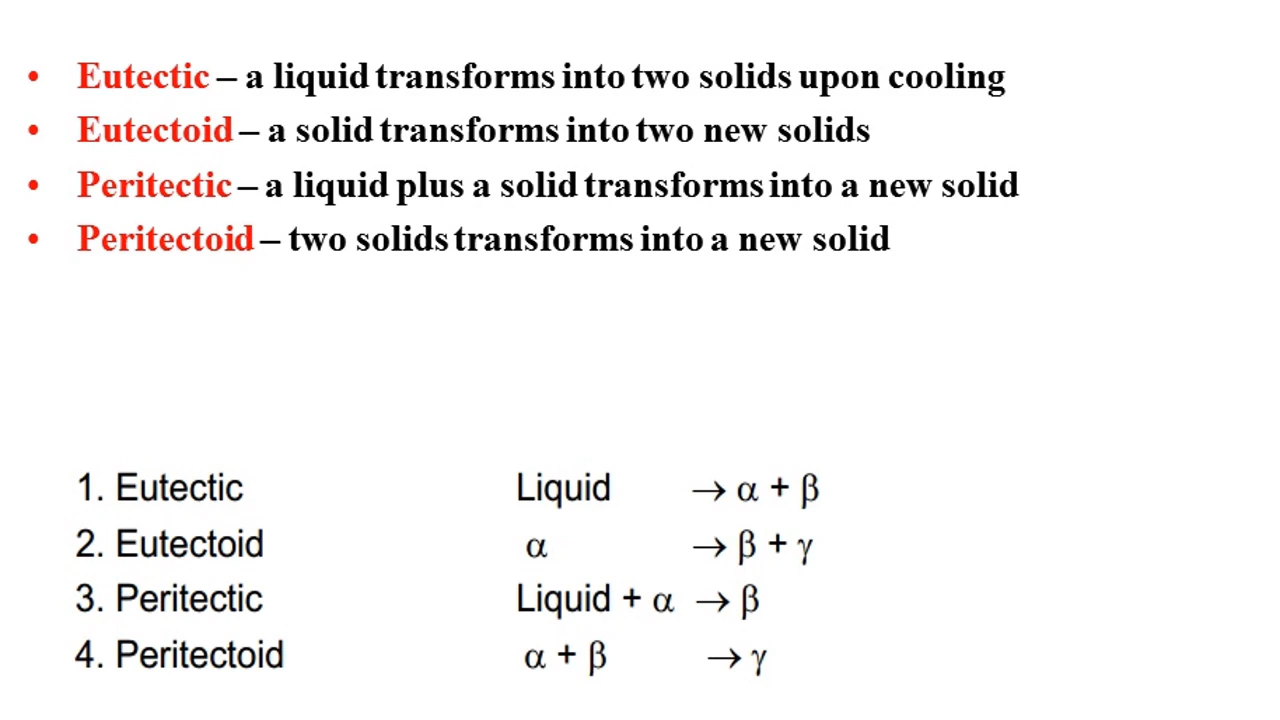 • Eutectic – a liquid transforms into two solids upon cooling
• Eutectoid – a solid transforms into two new solids
• Peritectic – a liquid plus a solid transforms into a new solid
• Peritectoid – two solids transforms into a new solid
1. Eutectic Liquid → α + β
2. Eutectoid α → β + γ
3. Peritectic Liquid + α → β
4. Peritectoid α + β → γ